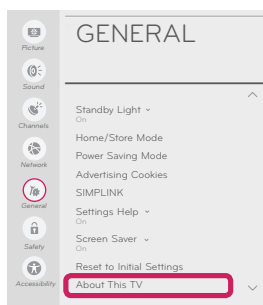 GENERAL
Picture
Sound
Channels
Network
General
Safety
Accessibility
Standby Light
On
Home/Store Mode
Power Saving Mode
Advertising Cookies
SIMPLINK
Settings Help
On
Screen Saver
On
Reset to Initial Settings
About This TV